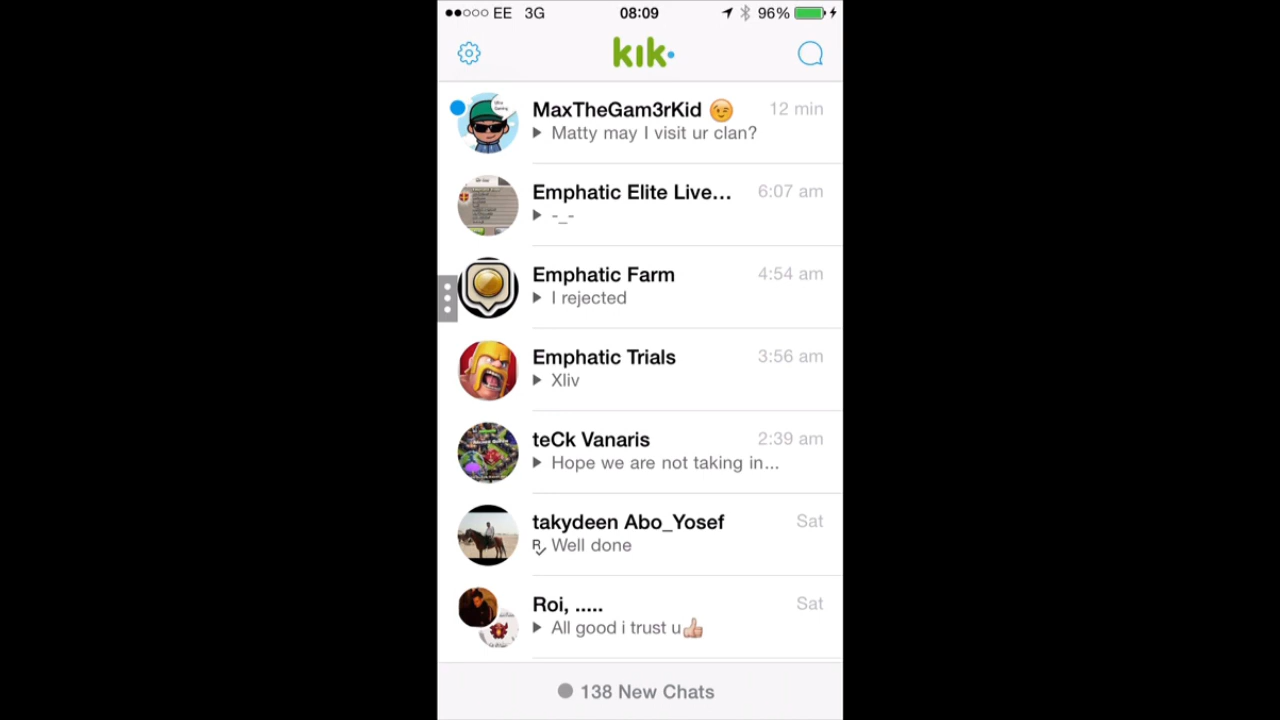 EE 3G 08:09 96%
kik
MaxTheGam3rKid 😉 12 min
Matty may I visit ur clan?
Emphatic Elite Live... 6:07 am
-_-
Emphatic Farm 4:54 am
I rejected
Emphatic Trials 3:56 am
Xliv
teCk Vanaris 2:39 am
Hope we are not taking in...
takydeen Abo_Yosef Sat
R Well done
Roi, ..... Sat
All good i trust u👍
138 New Chats